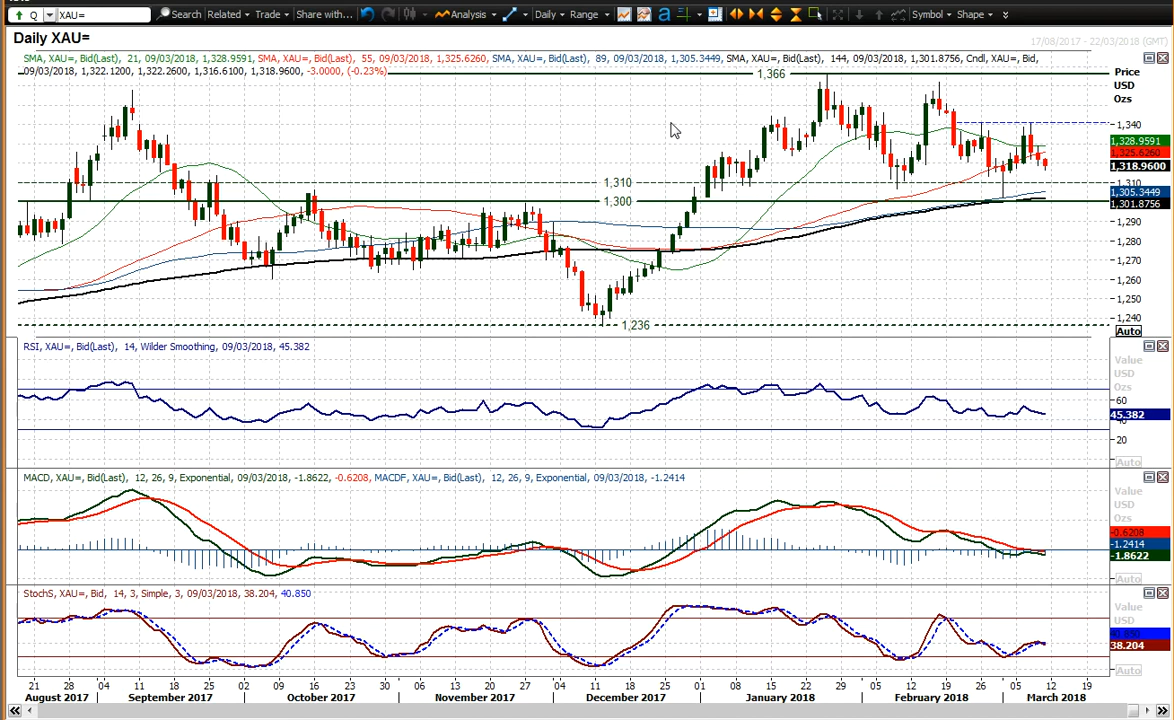 Q XAU= Search Related Trade Share with... Analysis Daily Range Symbol Shape
Daily XAU=
17/08/2017 - 22/03/2018 (GMT)
SMA, XAU=, Bid(Last), 21, 09/03/2018, 1,328.9591, SMA, XAU=, Bid(Last), 55, 09/03/2018, 1,325.6260, SMA, XAU=, Bid(Last), 89, 09/03/2018, 1,305.3449, SMA, XAU=, Bid(Last), 144, 09/03/2018, 1,301.8756, Cndl, XAU=, Bid,
09/03/2018, 1,322.1200, 1,322.2600, 1,316.6100, 1,318.9600, -3.0000, (-0.23%)
1,366
Price
USD
Ozs
1,340
1,328.9591
1,325.6260
1,318.9600
1,310
1,310
1,305.3449
1,300
1,301.8756
1,290
1,280
1,270
1,260
1,250
1,240
1,236
Auto
RSI, XAU=, Bid(Last), 14, Wilder Smoothing, 09/03/2018, 45.382
Value
USD
Ozs
60
45.382
20
Auto
MACD, XAU=, Bid(Last), 12, 26, 9, Exponential, 09/03/2018, -1.8622, -0.6208, MACDF, XAU=, Bid(Last), 12, 26, 9, Exponential, 09/03/2018, -1.2414
Value
USD
Ozs
-0.6208
-1.2414
-1.8622
Auto
StochS, XAU=, Bid, 14, 3, Simple, 3, 09/03/2018, 38.204, 40.850
Value
USD
40.850
38.204
Auto
21 28 04 11 18 25 02 09 16 23 30 06 13 20 27 04 11 18 25 01 08 15 22 29 05 12 19 26 05 12 19
August 2017 September 2017 October 2017 November 2017 December 2017 January 2018 February 2018 March 2018